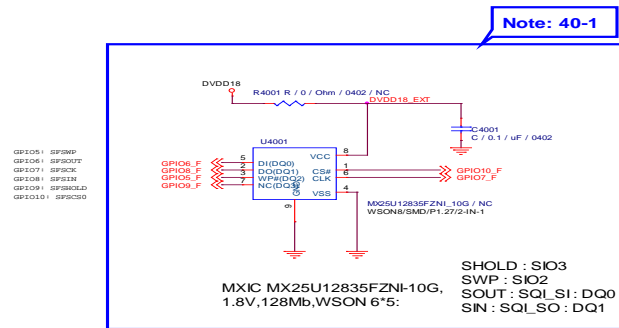 Note: 40-1
DVDD18
R4001 R / 0 / Ohm / 0402 / NC
DVDD18_EXT
C4001
C / 0.1 / uF / 0402
U4001
GPIO5: SFSWP
GPIO6: SFSOUT
GPIO7: SFSCK
GPIO8: SFSIN
GPIO9: SFSHOLD
GPIO10: SFSCS0
GPIO6_F 5 DI(DQ0) VCC 8
GPIO8_F 2 DO(DQ1) CS# 1 GPIO10_F
GPIO5_F 3 WP#(DQ2) CLK 6 GPIO7_F
GPIO9_F 7 NC(DQ3) VSS 4
9
MX25U12835FZNI_10G / NC
WSON8/SMD/P1.27/2-IN-1
MXIC MX25U12835FZNI-10G,
1.8V,128Mb,WSON 6*5:
SHOLD : SIO3
SWP : SIO2
SOUT : SQI_SI : DQ0
SIN : SQI_SO : DQ1